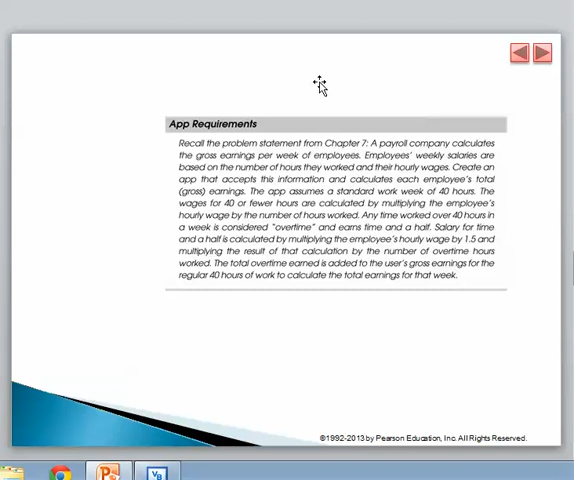 App Requirements
Recall the problem statement from Chapter 7: A payroll company calculates
the gross earnings per week of employees. Employees' weekly salaries are
based on the number of hours they worked and their hourly wages. Create an
app that accepts this information and calculates each employee's total
(gross) earnings. The app assumes a standard work week of 40 hours. The
wages for 40 or fewer hours are calculated by multiplying the employee's
hourly wage by the number of hours worked. Any time worked over 40 hours in
a week is considered "overtime" and earns time and a half. Salary for time
and a half is calculated by multiplying the employee's hourly wage by 1.5 and
multiplying the result of that calculation by the number of overtime hours
worked. The total overtime earned is added to the user's gross earnings for the
regular 40 hours of work to calculate the total earnings for that week.
©1992-2013 by Pearson Education, Inc. All Rights Reserved.